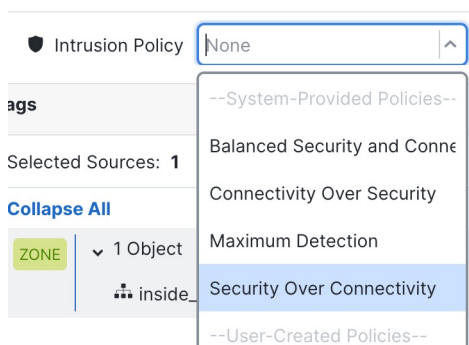 Intrusion Policy
None
--System-Provided Policies--
Balanced Security and Conne
Connectivity Over Security
Maximum Detection
Security Over Connectivity
--User-Created Policies--
ags
Selected Sources: 1
Collapse All
ZONE
1 Object
inside_